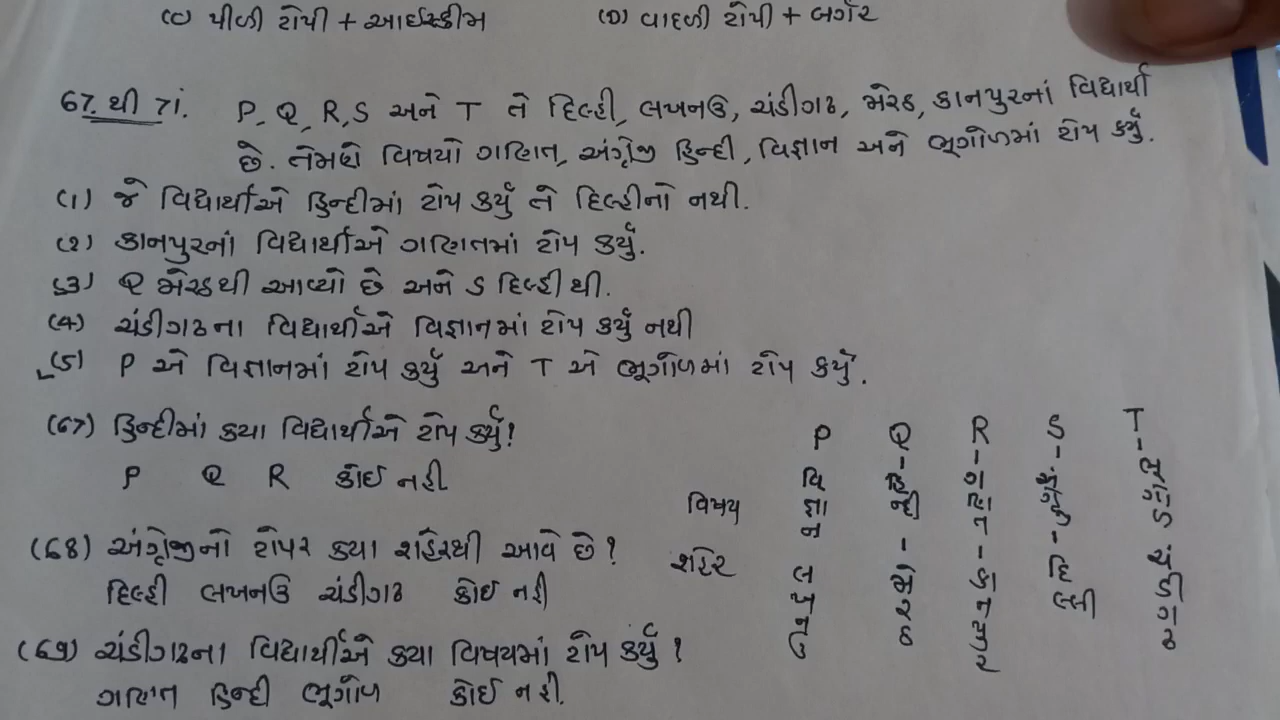 (C) પીળી ટોપી + આઈસ્ક્રીમ (D) વાદળી ટોપી + બર્ગર
67. થી 71. P, Q, R, S અને T તે દિલ્હી, લખનઉ, ચંડીગઢ, મેરઠ, કાનપુરનાં વિદ્યાર્થી
છે. તેમણે વિષયો ગણિત, અંગ્રેજી હિન્દી, વિજ્ઞાન અને ભૂગોળમાં ટોપ કર્યું.
(1) જે વિદ્યાર્થીએ હિન્દીમાં ટોપ કર્યું તે દિલ્હીનો નથી.
(2) કાનપુરનાં વિદ્યાર્થીએ ગણિતમાં ટોપ કર્યું.
(3) Q મેરઠથી આવ્યો છે અને S દિલ્હી થી.
(4) ચંડીગઢના વિદ્યાર્થીએ વિજ્ઞાનમાં ટોપ કર્યું નથી
(5) P એ વિજ્ઞાનમાં ટોપ કર્યું અને T એ ભૂગોળમાં ટોપ કર્યું.
(67) હિન્દીમાં કયા વિદ્યાર્થીએ ટોપ કર્યું?
P Q R કોઈ નહી
(68) અંગ્રેજીનો ટોપર કયા શહેરથી આવે છે?
દિલ્હી લખનઉ ચંડીગઢ કોઈ નહી
(69) ચંડીગઢના વિદ્યાર્થીએ કયા વિષયમાં ટોપ કર્યું?
ગણિત હિન્દી ભૂગોળ કોઈ નહી.
વિષય
શહેર
P વિજ્ઞાન લખનઉ
Q - હિન્દી - મેરઠ
R - ગણિત - કાનપુર
S - અંગ્રેજી - દિલ્લી
T - ભૂગોળ ચંડીગઢ